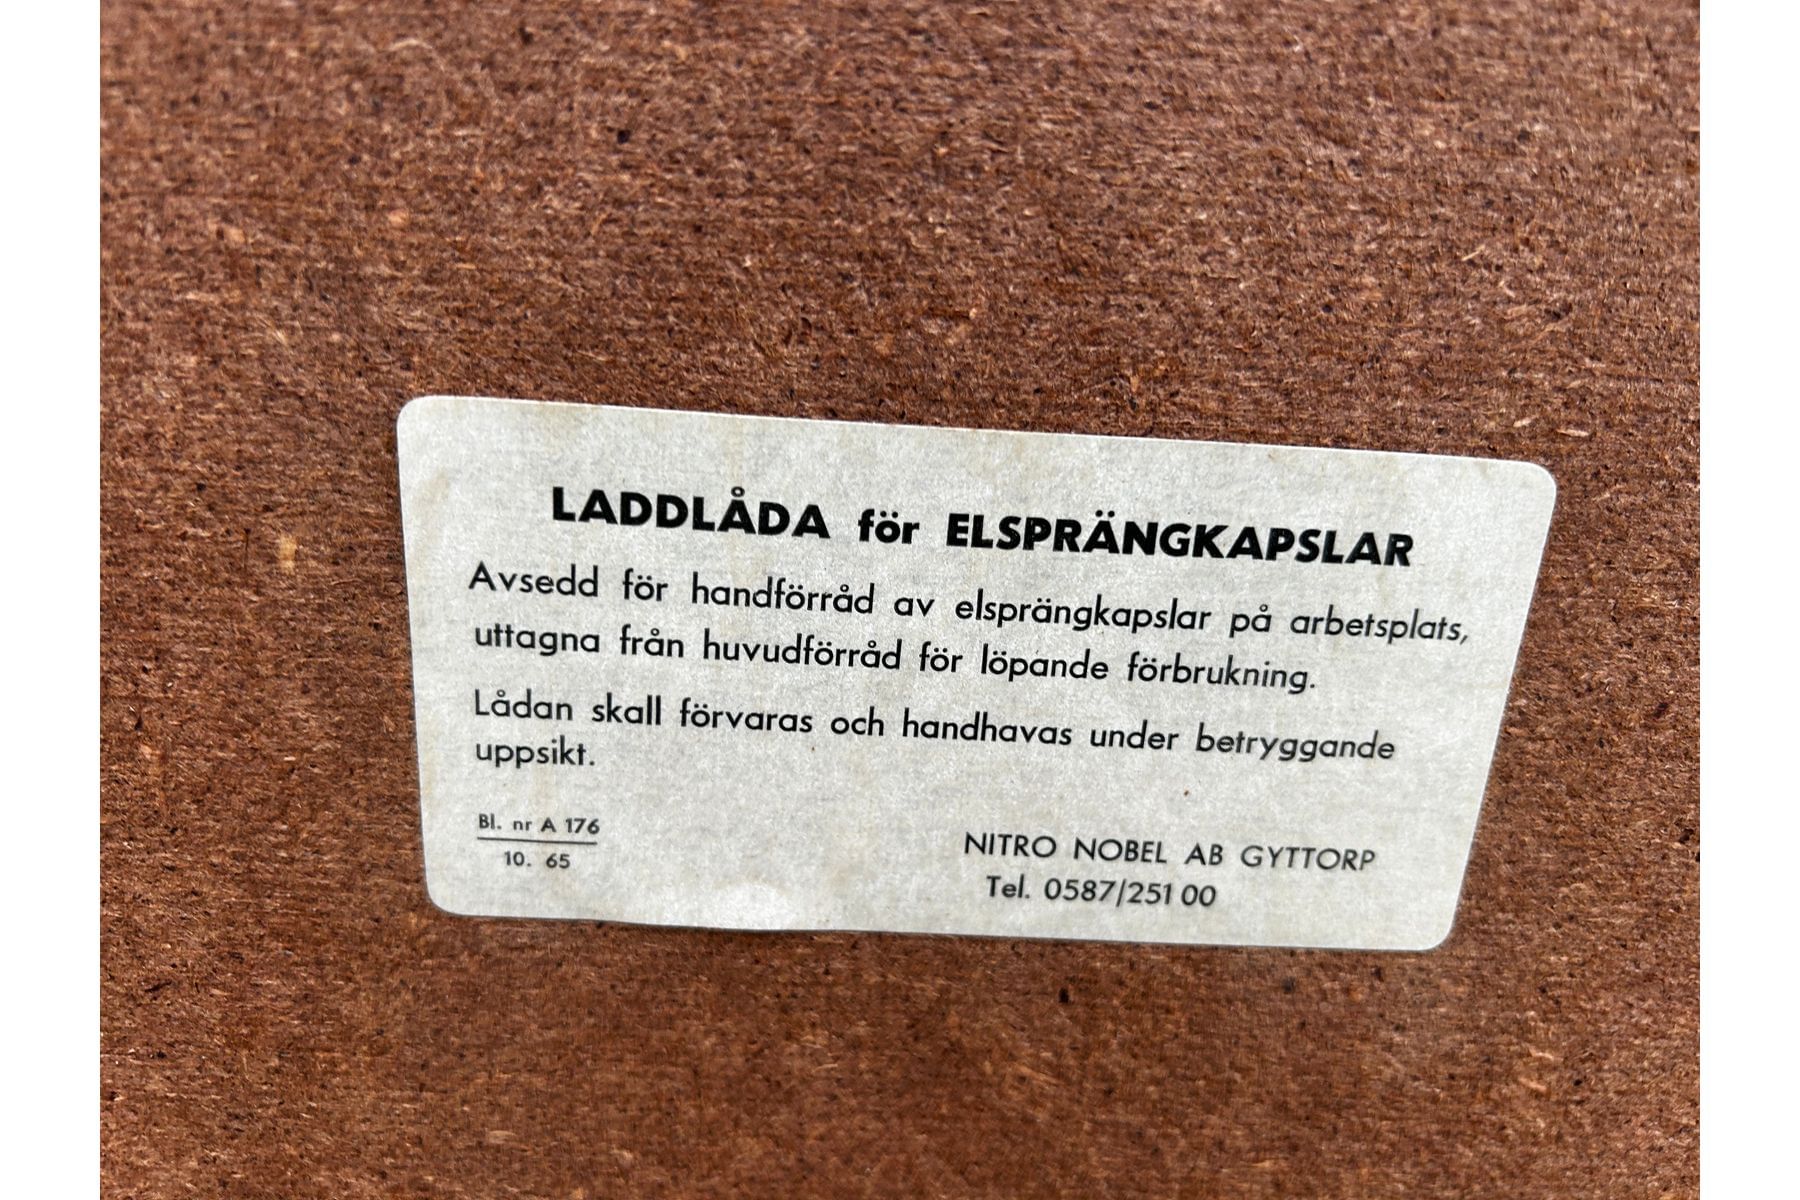 LADDLÅDA för ELSPRÄNGKAPSLAR
Avsedd för handförråd av elsprängkapslar på arbetsplats,
uttagna från huvudförråd för löpande förbrukning.
Lådan skall förvaras och handhavas under betryggande
uppsikt.
Bl. nr A 176
10. 65
NITRO NOBEL AB GYTTORP
Tel. 0587/251 00